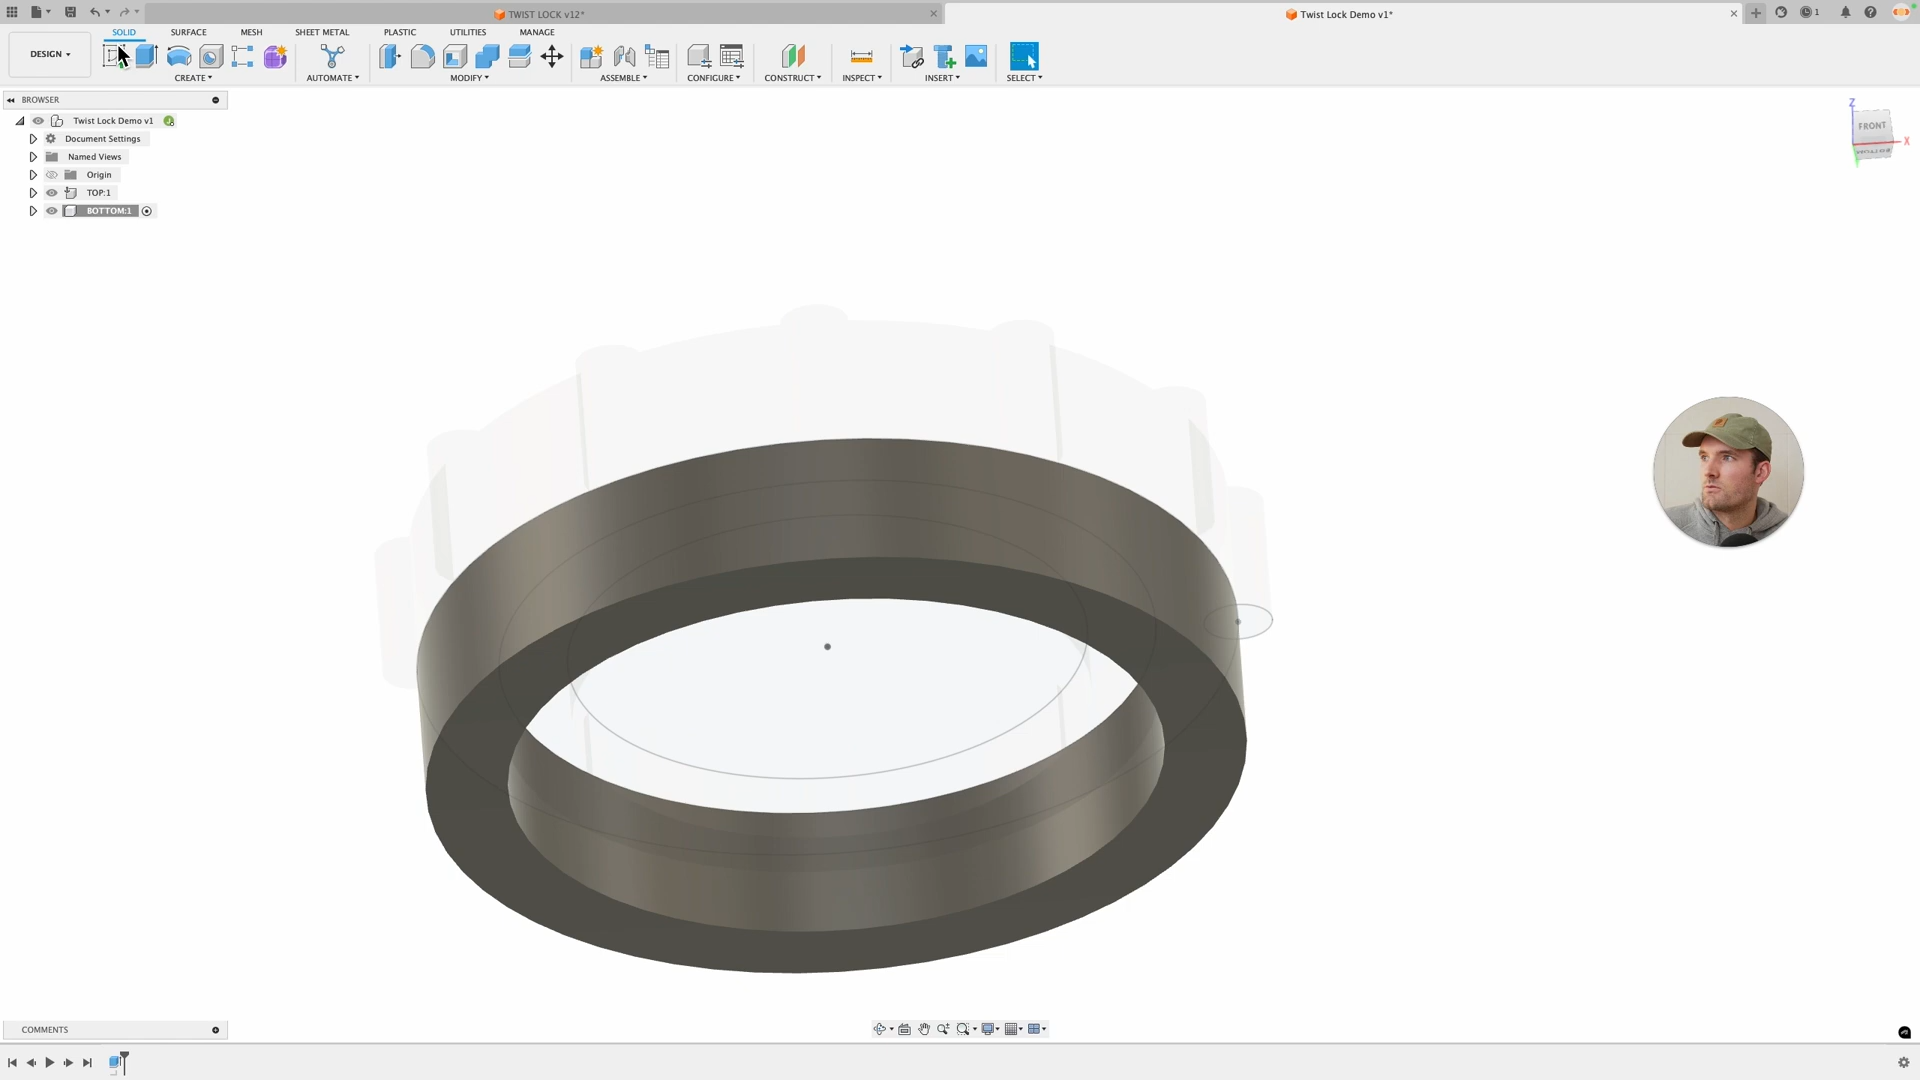 TWIST LOCK v12*
Twist Lock Demo v1*
1
DESIGN
SOLID
SURFACE
MESH
SHEET METAL
PLASTIC
UTILITIES
MANAGE
CREATE
AUTOMATE
MODIFY
ASSEMBLE
CONFIGURE
CONSTRUCT
INSPECT
INSERT
SELECT
BROWSER
Twist Lock Demo v1
Document Settings
Named Views
Origin
TOP:1
BOTTOM:1
Z
FRONT
X
BOTTOM
COMMENTS